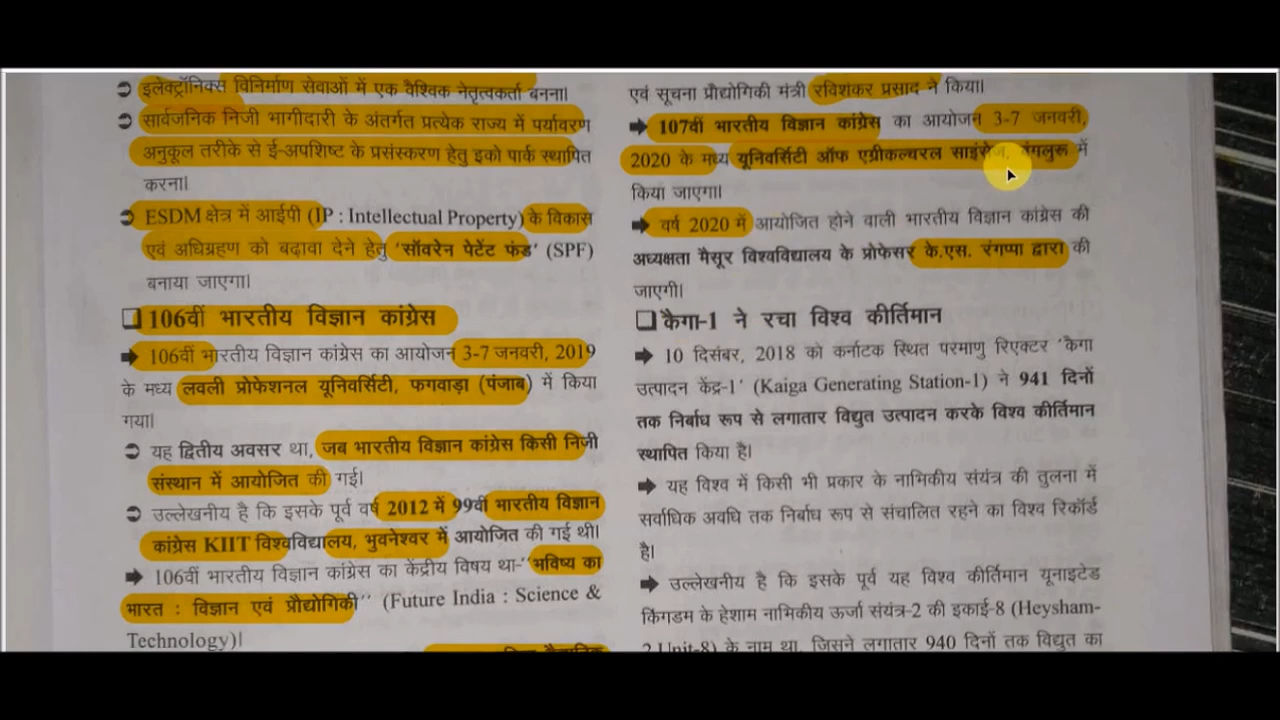 ➲ इलेक्ट्रॉनिक्स विनिर्माण सेवाओं में एक वैश्विक नेतृत्वकर्ता बनना।
➲ सार्वजनिक निजी भागीदारी के अंतर्गत प्रत्येक राज्य में पर्यावरण
अनुकूल तरीके से ई-अपशिष्ट के प्रसंस्करण हेतु इको पार्क स्थापित
करना।
➲ ESDM क्षेत्र में आईपी (IP : Intellectual Property) के विकास
एवं अधिग्रहण को बढ़ावा देने हेतु 'सॉवरेन पेटेंट फंड' (SPF)
बनाया जाएगा।
❑ 106वीं भारतीय विज्ञान कांग्रेस
➡ 106वीं भारतीय विज्ञान कांग्रेस का आयोजन 3-7 जनवरी, 2019
के मध्य लवली प्रोफेशनल यूनिवर्सिटी, फगवाड़ा (पंजाब) में किया
गया।
➲ यह द्वितीय अवसर था, जब भारतीय विज्ञान कांग्रेस किसी निजी
संस्थान में आयोजित की गई।
➲ उल्लेखनीय है कि इसके पूर्व वर्ष 2012 में 99वीं भारतीय विज्ञान
कांग्रेस KIIT विश्वविद्यालय, भुवनेश्वर में आयोजित की गई थी।
➡ 106वीं भारतीय विज्ञान कांग्रेस का केंद्रीय विषय था-''भविष्य का
भारत : विज्ञान एवं प्रौद्योगिकी'' (Future India : Science &
Technology)।
एवं सूचना प्रौद्योगिकी मंत्री रविशंकर प्रसाद ने किया।
➡ 107वीं भारतीय विज्ञान कांग्रेस का आयोजन 3-7 जनवरी,
2020 के मध्य यूनिवर्सिटी ऑफ एग्रीकल्चरल साइंसेज, बंगलुरू में
किया जाएगा।
➡ वर्ष 2020 में आयोजित होने वाली भारतीय विज्ञान कांग्रेस की
अध्यक्षता मैसूर विश्वविद्यालय के प्रोफेसर के.एस. रंगप्पा द्वारा की
जाएगी।
❑ कैगा-1 ने रचा विश्व कीर्तिमान
➡ 10 दिसंबर, 2018 को कर्नाटक स्थित परमाणु रिएक्टर 'कैगा
उत्पादन केंद्र-1' (Kaiga Generating Station-1) ने 941 दिनों
तक निर्बाध रूप से लगातार विद्युत उत्पादन करके विश्व कीर्तिमान
स्थापित किया है।
➡ यह विश्व में किसी भी प्रकार के नाभिकीय संयंत्र की तुलना में
सर्वाधिक अवधि तक निर्बाध रूप से संचालित रहने का विश्व रिकॉर्ड
है।
➡ उल्लेखनीय है कि इसके पूर्व यह विश्व कीर्तिमान यूनाइटेड
किंगडम के हेशाम नाभिकीय ऊर्जा संयंत्र-2 की इकाई-8 (Heysham-
2 Unit-8) के नाम था, जिसने लगातार 940 दिनों तक विद्युत का